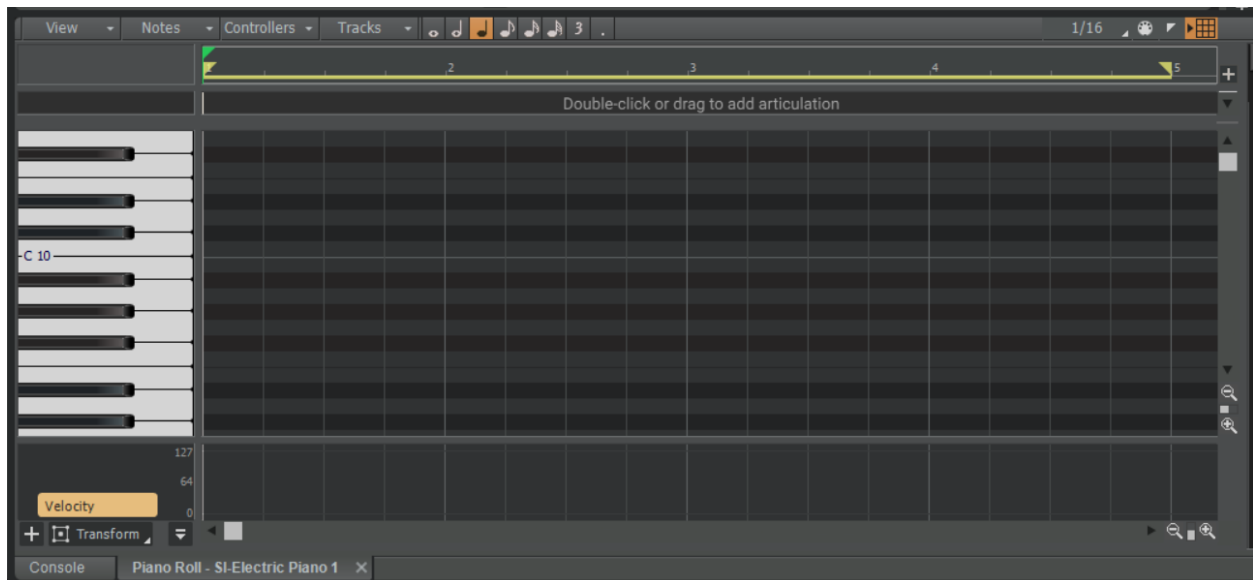 View Notes Controllers Tracks 3 . 1/16
1 2 3 4 5
Double-click or drag to add articulation
C 10
127
64
Velocity 0
Transform
Console Piano Roll - SI-Electric Piano 1